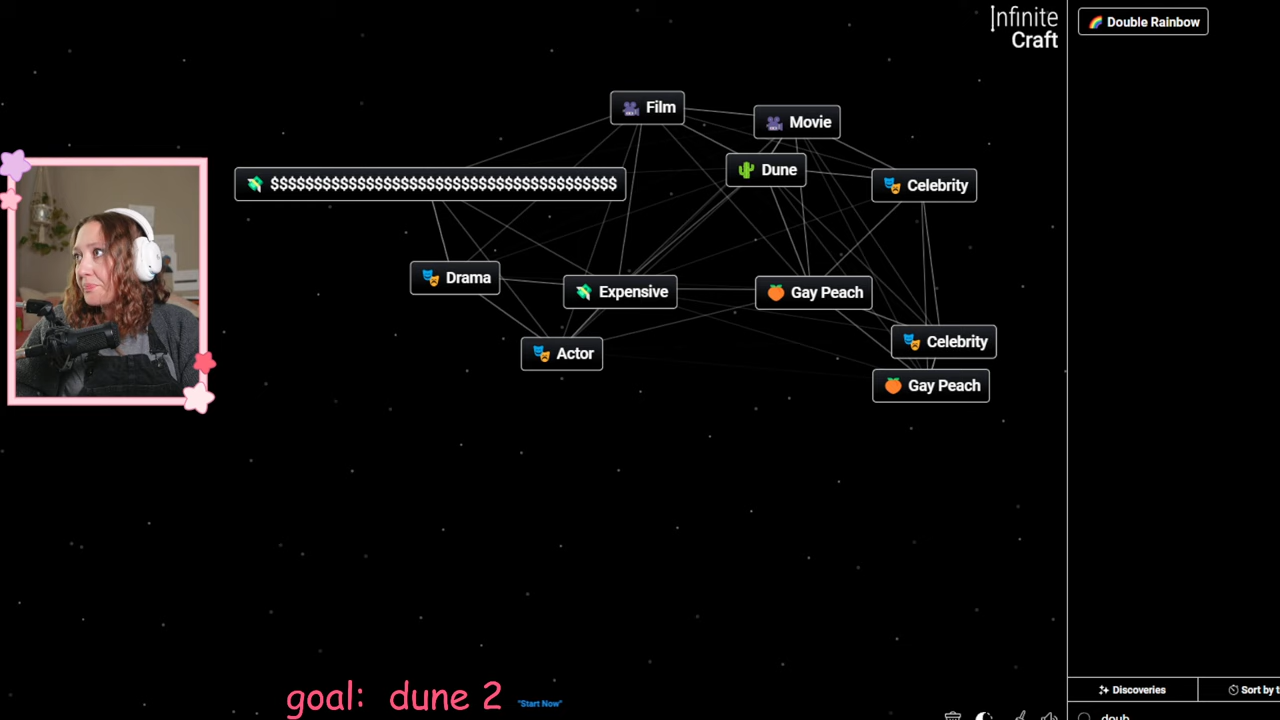 Infinite
Craft
Double Rainbow
Film
Movie
Dune
$$$$$$$$$$$$$$$$$$$$$$$$$$$$$$$$$$$$$$$$$
Celebrity
Drama
Expensive
Gay Peach
Actor
Celebrity
Gay Peach
goal: dune 2
"Start Now"
Discoveries
Sort by t
doub